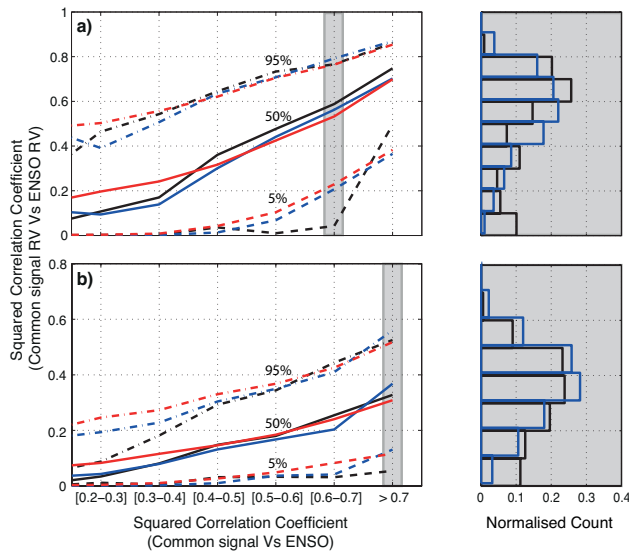 Squared Correlation Coefficient
(Common signal RV Vs ENSO RV)
1
0.8
0.6
0.4
0.2
0
a)
95%
50%
5%
0.8
0.6
0.4
0.2
0
b)
95%
50%
5%
[0.2–0.3] [0.3–0.4] [0.4–0.5] [0.5–0.6] [0.6–0.7] > 0.7
Squared Correlation Coefficient
(Common signal Vs ENSO)
0 0.1 0.2 0.3 0.4
Normalised Count